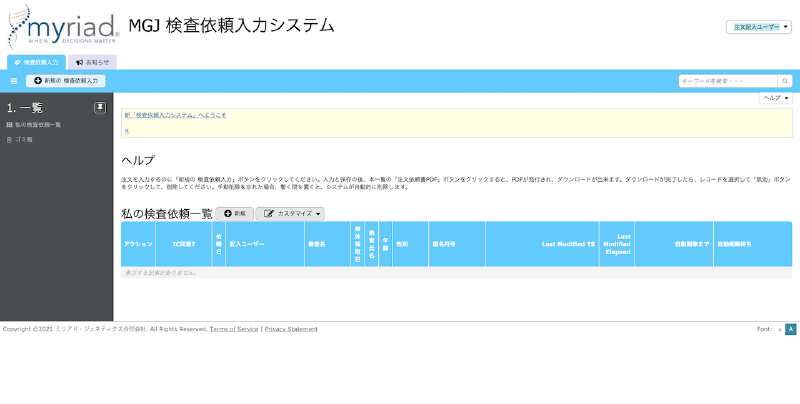 myriad®
WHEN DECISIONS MATTER
MGJ 検査依頼入力システム
注文記入ユーザー
検査依頼入力
お知らせ
新規の 検査依頼入力
キーワードを検索・・・
ヘルプ
1. 一覧
私の検査依頼一覧
ゴミ箱
新「検査依頼入力システム」へようこそ
×
ヘルプ
注文を入力するのに「新規の 検査依頼入力」ボタンをクリックしてください。入力と保存の後、本一覧の「注文依頼書PDF」ボタンをクリックすると、PDFが発行され、ダウンロードが出来ます。ダウンロードが完了したら、レコードを選択して「無効」ボタン
をクリックして、削除してください。手動削除を忘れた場合、暫く間を置くと、システムが自動的に削除します。
私の検査依頼一覧
新規
カスタマイズ
アクション
IC同意?
依頼日
記入ユーザー
検査名
検体採取日
患者氏名
年齢
性別
匿名符号
Last Modified TS
Last Modified Elapsed
自動削除まで
自動削除待ち
表示する記事がありません。
Copyright ©2021 ミリアド・ジェネティクス合同会社. All Rights Reserved. Terms of Service | Privacy Statement
Font: A A